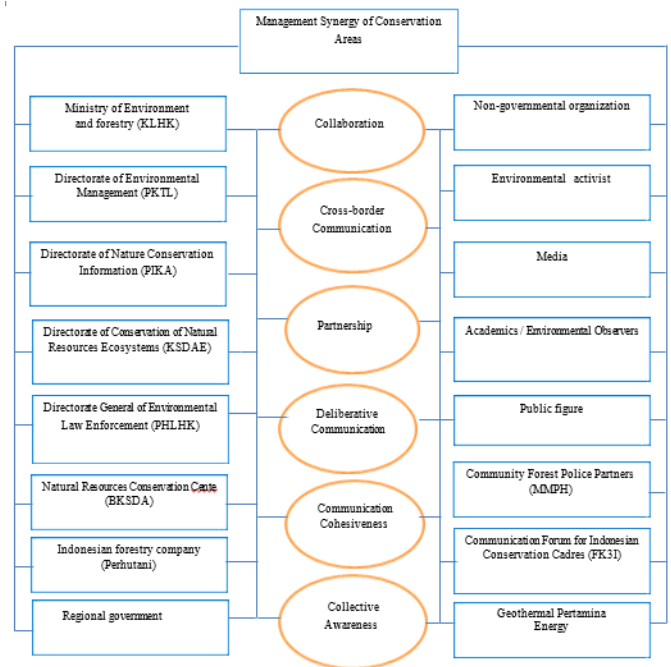 Management Synergy of Conservation
Areas
Ministry of Environment
and forestry (KLHK)
Directorate of Environmental
Management (PKTL)
Directorate of Nature Conservation
Information (PIKA)
Directorate of Conservation of Natural
Resources Ecosystems (KSDAE)
Directorate General of Environmental
Law Enforcement (PHLHK)
Natural Resources Conservation Cente
(BKSDA)
Indonesian forestry company
(Perhutani)
Regional government
Collaboration
Cross-border
Communication
Partnership
Deliberative
Communication
Communication
Cohesiveness
Collective
Awareness
Non-governmental organization
Environmental activist
Media
Academics / Environmental Observers
Public figure
Community Forest Police Partners
(MMPH)
Communication Forum for Indonesian
Conservation Cadres (FK3I)
Geothermal Pertamina
Energy